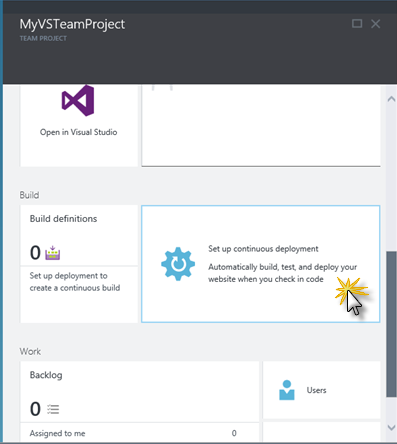 MyVSTeamProject
TEAM PROJECT
Open in Visual Studio
Build
Build definitions
0
Set up deployment to
create a continuous build
Set up continuous deployment
Automatically build, test, and deploy your
website when you check in code
Work
Backlog
0
Assigned to me 0
Users